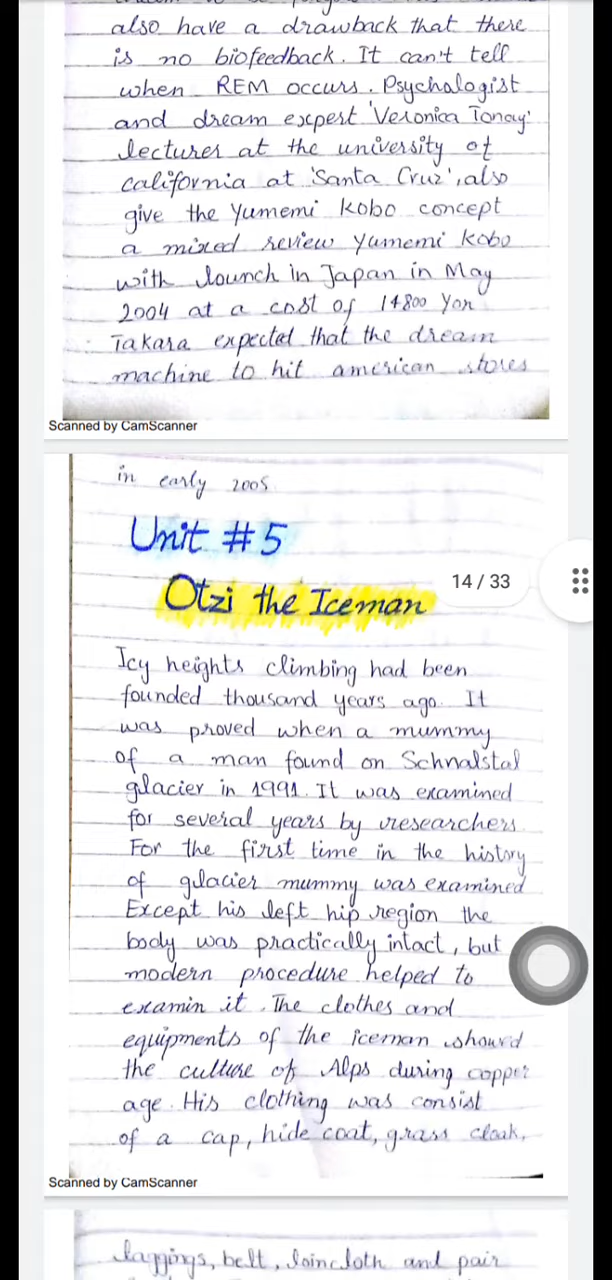 also have a drawback that there
is no biofeedback. It can't tell
when REM occurs. Psychologist
and dream expert 'Veronica Tonay'
lectures at the university of
california at 'Santa Cruz', also
give the Yumemi kobo concept
a mixed review yumemi kobo
with lounch in Japan in May
2004 at a cost of 14800 Yon
Takara expected that the dream
machine to hit american stores
Scanned by CamScanner
in early 2005
Unit #5
14 / 33
Otzi the Iceman
Icy heights climbing had been
founded thousand years ago. It
was proved when a mummy
of a man found on Schnalstal
glacier in 1991. It was examined
for several years by researchers.
For the first time in the history
of glacier mummy was examined
Except his left hip region the
body was practically intact, but
modern procedure helped to
examin it. The clothes and
equipments of the iceman showed
the culture of Alps during copper
age. His clothing was consist
of a cap, hide coat, grass cloak,
Scanned by CamScanner
laggings, belt, loincloth and pair